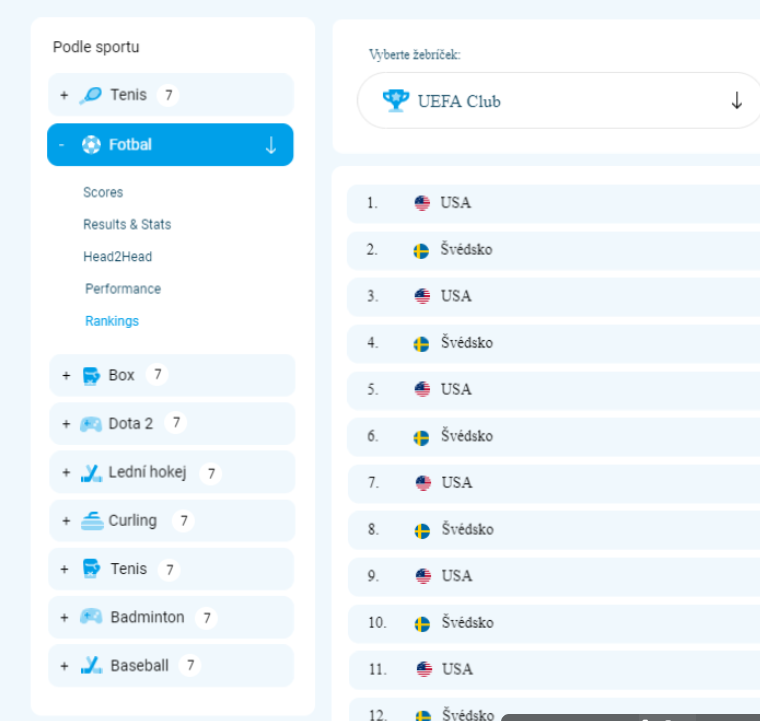 Podle sportu
+ Tenis 7
- Fotbal ↓
Scores
Results & Stats
Head2Head
Performance
Rankings
+ Box 7
+ Dota 2 7
+ Lední hokej 7
+ Curling 7
+ Tenis 7
+ Badminton 7
+ Baseball 7
Vyberte žebríček:
UEFA Club ↓
1. USA
2. Švédsko
3. USA
4. Švédsko
5. USA
6. Švédsko
7. USA
8. Švédsko
9. USA
10. Švédsko
11. USA
12. Švédsko